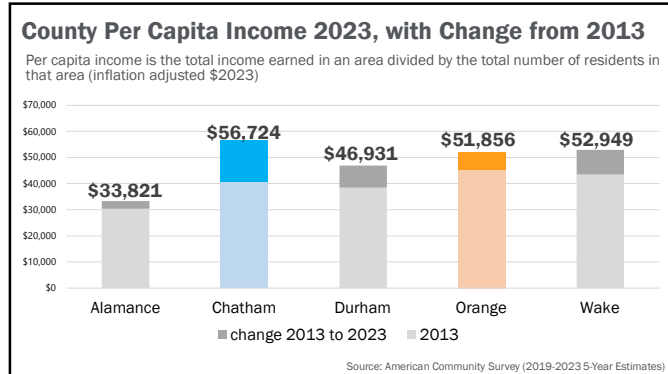 County Per Capita Income 2023, with Change from 2013
Per capita income is the total income earned in an area divided by the total number of residents in
that area (inflation adjusted $2023)
$70,000
$60,000
$50,000
$40,000
$30,000
$20,000
$10,000
$0
$33,821
$56,724
$46,931
$51,856
$52,949
Alamance
Chatham
Durham
Orange
Wake
change 2013 to 2023
2013
Source: American Community Survey (2019-2023 5-Year Estimates)